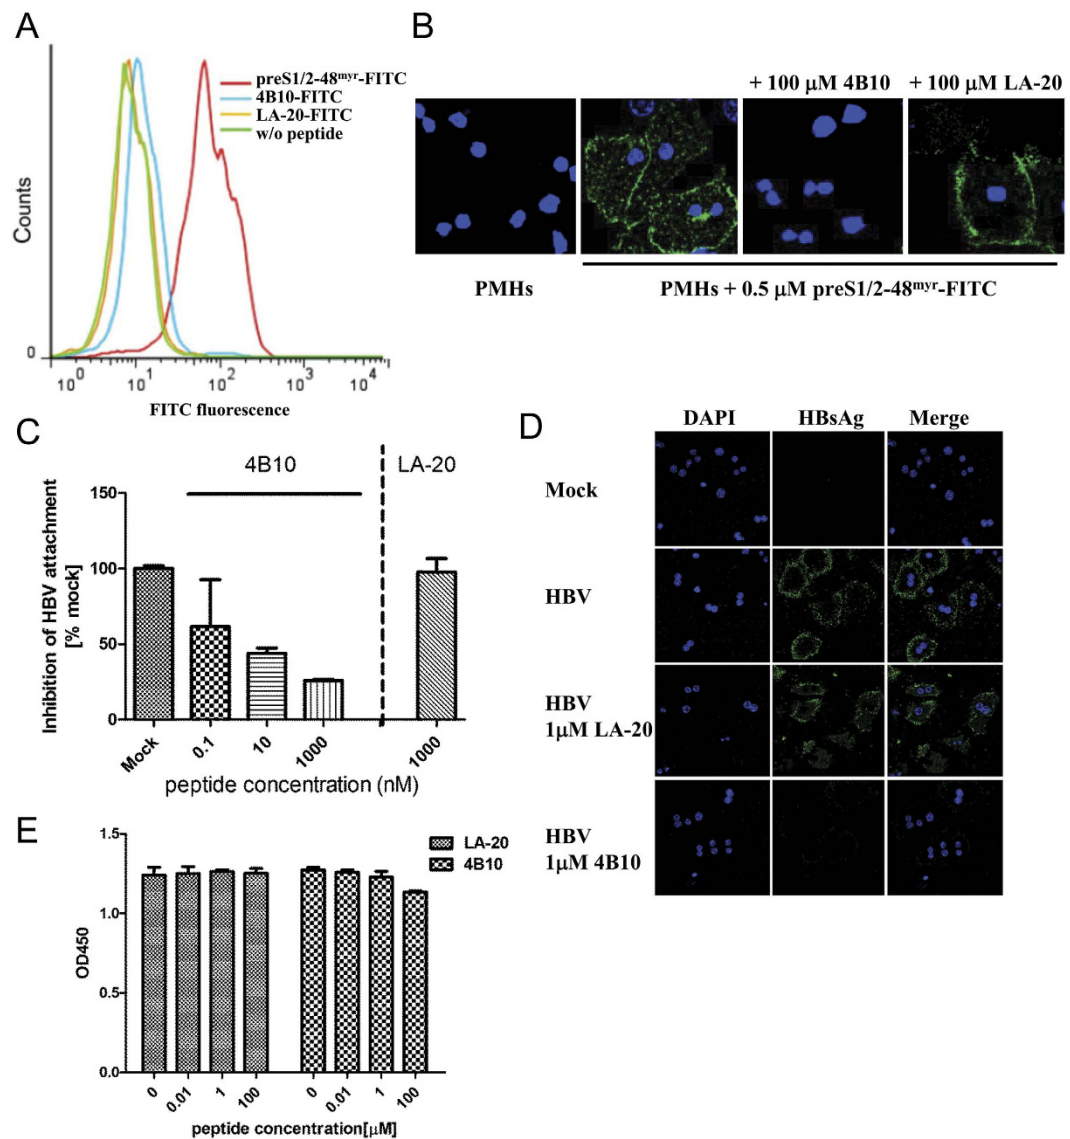 A
preS1/2-48myr-FITC
4B10-FITC
LA-20-FITC
w/o peptide
Counts
0
10^0 10^1 10^2 10^3 10^4
FITC fluorescence
B
+ 100 μM 4B10 + 100 μM LA-20
PMHs PMHs + 0.5 μM preS1/2-48myr-FITC
C
4B10 LA-20
Inhibition of HBV attachment
[% mock]
150
100
50
0
Mock 0.1 10 1000 1000
peptide concentration (nM)
D
DAPI HBsAg Merge
Mock
HBV
HBV
1μM LA-20
HBV
1μM 4B10
E
LA-20
4B10
OD450
1.5
1.0
0.5
0.0
0 0.01 1 100 0 0.01 1 100
peptide concentration[μM]